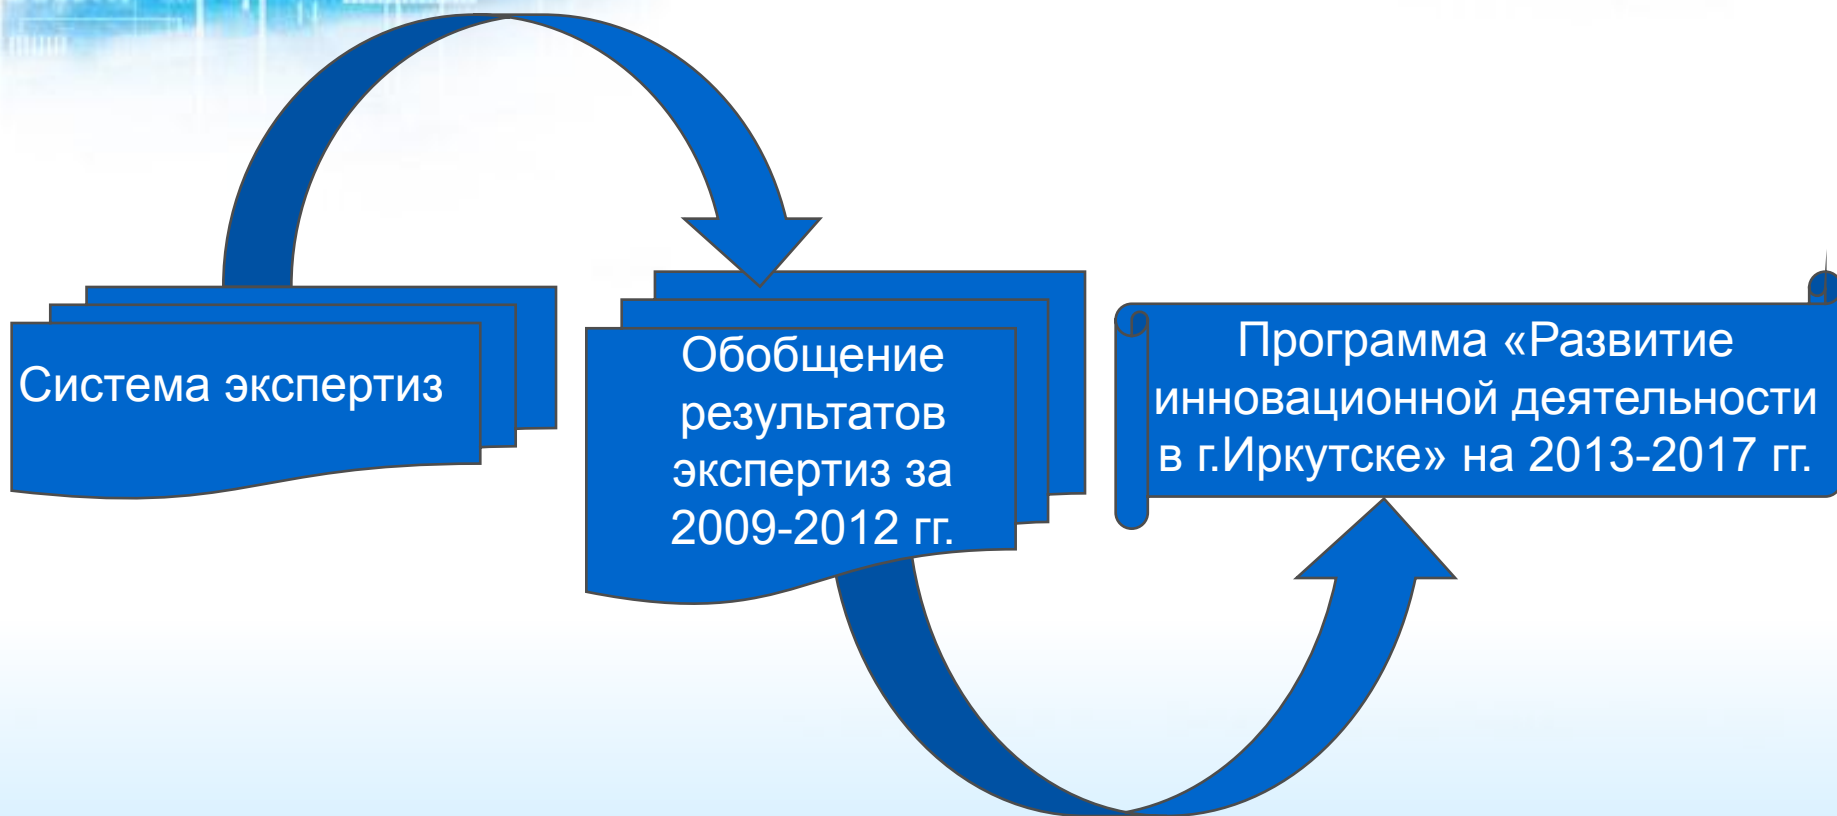 Система экспертиз
Обобщение
результатов
экспертиз за
2009-2012 гг.
Программа «Развитие
инновационной деятельности
в г.Иркутске» на 2013-2017 гг.